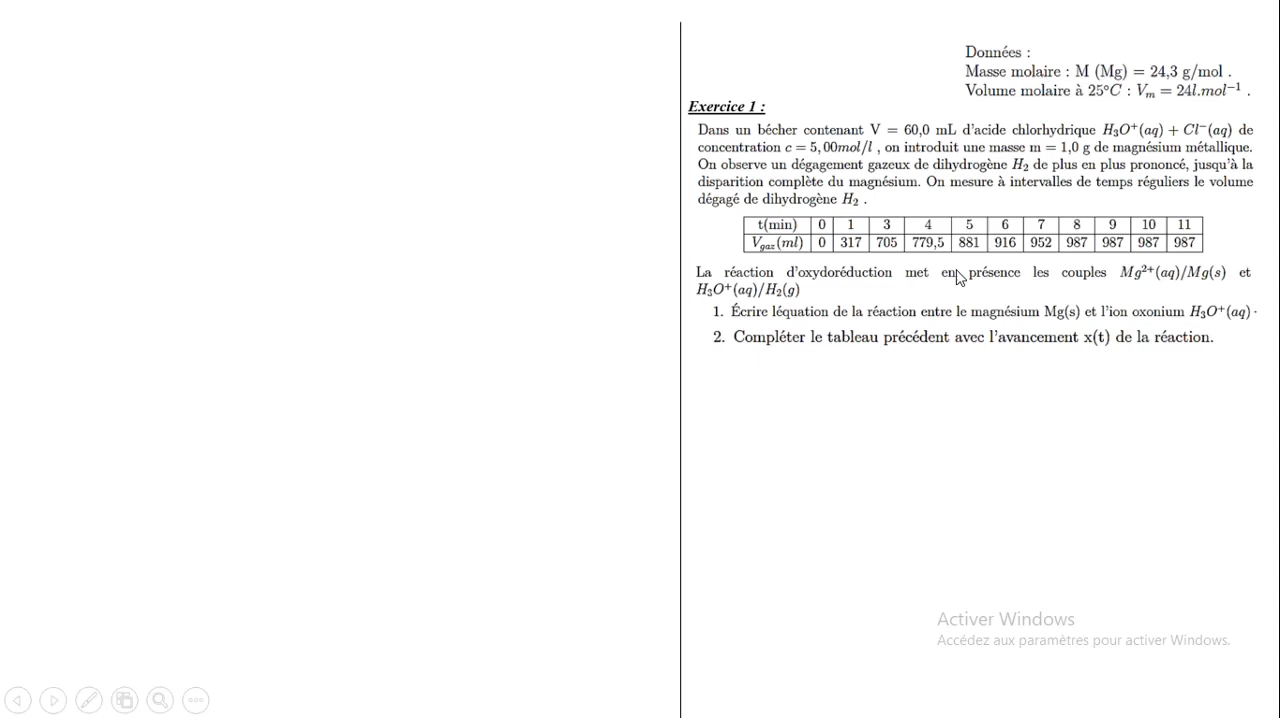 Données :
Masse molaire : M (Mg) = 24,3 g/mol .
Volume molaire à 25°C : Vm = 24l.mol⁻¹ .
Exercice 1 :
Dans un bécher contenant V = 60,0 mL d'acide chlorhydrique H₃O⁺(aq) + Cl⁻(aq) de
concentration c = 5, 00mol/l , on introduit une masse m = 1,0 g de magnésium métallique.
On observe un dégagement gazeux de dihydrogène H₂ de plus en plus prononcé, jusqu'à la
disparition complète du magnésium. On mesure à intervalles de temps réguliers le volume
dégagé de dihydrogène H₂ .
t(min) 0 1 3 4 5 6 7 8 9 10 11
Vgaz(ml) 0 317 705 779,5 881 916 952 987 987 987 987
La réaction d'oxydoréduction met en présence les couples Mg²⁺(aq)/Mg(s) et
H₃O⁺(aq)/H₂(g)
1. Écrire léquation de la réaction entre le magnésium Mg(s) et l'ion oxonium H₃O⁺(aq) ·
2. Compléter le tableau précédent avec l'avancement x(t) de la réaction.
Activer Windows
Accédez aux paramètres pour activer Windows.